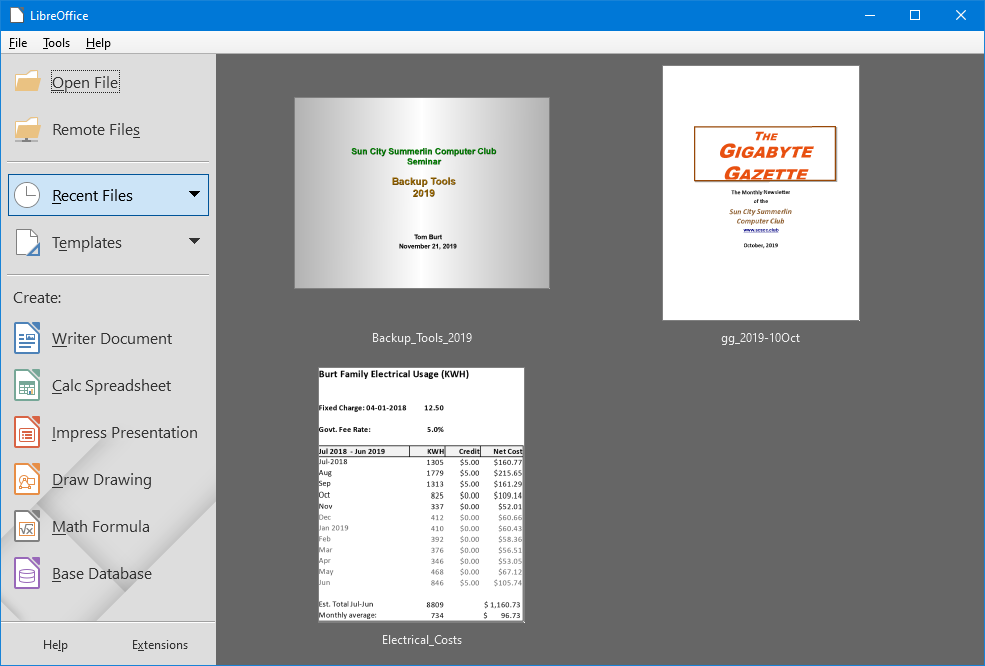 LibreOffice
File Tools Help
Open File
Remote Files
Recent Files
Templates
Create:
Writer Document
Calc Spreadsheet
Impress Presentation
Draw Drawing
Math Formula
Base Database
Help Extensions
Sun City Summerlin Computer Club
Seminar
Backup Tools
2019
Tom Burt
November 21, 2019
Backup_Tools_2019
THE
GIGABYTE
GAZETTE
The Monthly Newsletter
of the
Sun City Summerlin
Computer Club
www.scscc.club
October, 2019
gg_2019-10Oct
Burt Family Electrical Usage (KWH)
Fixed Charge: 04-01-2018 12.50
Govt. Fee Rate: 5.0%
Jul 2018 - Jun 2019 KWH Credit Net Cost
Jul-2018 1305 $5.00 $160.77
Aug 1779 $5.00 $215.65
Sep 1313 $5.00 $161.29
Oct 825 $0.00 $109.14
Nov 337 $0.00 $52.01
Dec 412 $0.00 $60.66
Jan 2019 410 $0.00 $60.43
Feb 392 $0.00 $58.36
Mar 376 $0.00 $56.51
Apr 346 $0.00 $53.05
May 468 $0.00 $67.12
Jun 846 $5.00 $105.74
Est. Total Jul-Jun 8809 $ 1,160.73
Monthly average: 734 $ 96.73
Electrical_Costs